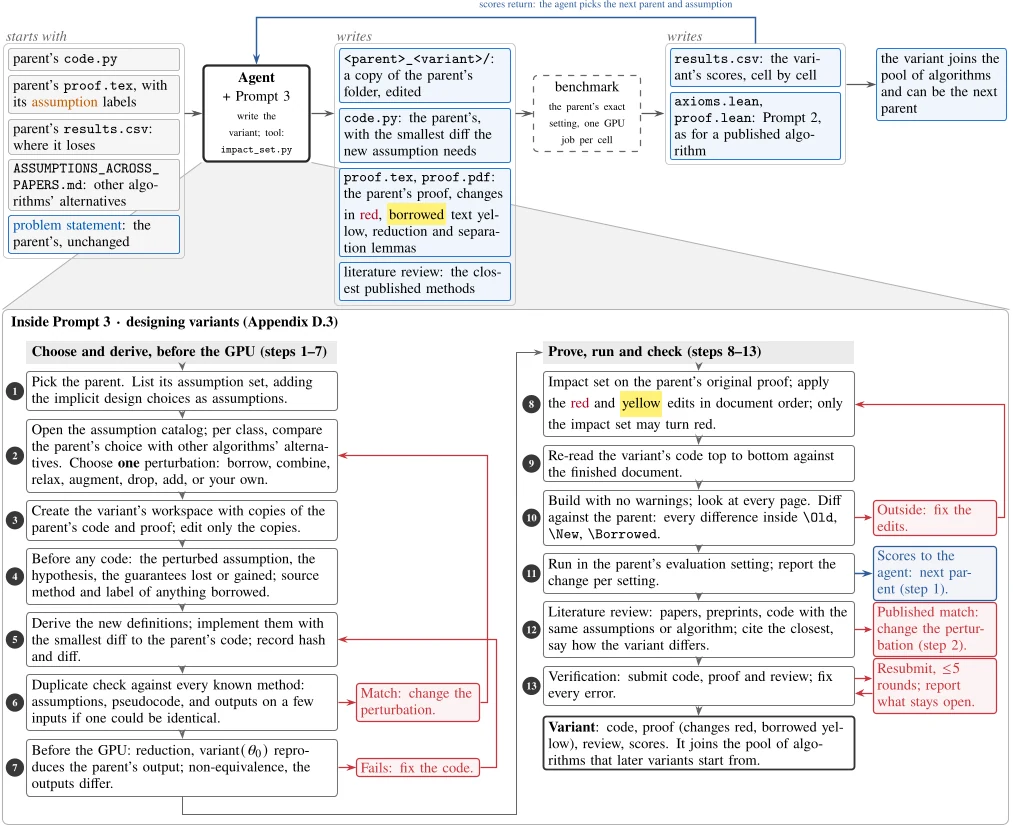 scores return: the agent picks the next parent and assumption
starts with
parent's code.py
parent's proof.tex, with
its assumption labels
parent's results.csv:
where it loses
ASSUMPTIONS_ACROSS_
PAPERS.md: other algo-
rithms' alternatives
problem statement: the
parent's, unchanged
Agent
+ Prompt 3
write the
variant; tool:
impact_set.py
writes
<parent>_<variant>/:
a copy of the parent's
folder, edited
code.py: the parent's,
with the smallest diff the
new assumption needs
proof.tex, proof.pdf:
the parent's proof, changes
in red, borrowed text yel-
low, reduction and separa-
tion lemmas
literature review: the clos-
est published methods
benchmark
the parent's exact
setting, one GPU
job per cell
writes
results.csv: the vari-
ant's scores, cell by cell
axioms.lean,
proof.lean: Prompt 2,
as for a published algo-
rithm
the variant joins the
pool of algorithms
and can be the next
parent
Inside Prompt 3 · designing variants (Appendix D.3)
Choose and derive, before the GPU (steps 1–7)
1
Pick the parent. List its assumption set, adding
the implicit design choices as assumptions.
2
Open the assumption catalog; per class, compare
the parent's choice with other algorithms' alterna-
tives. Choose one perturbation: borrow, combine,
relax, augment, drop, add, or your own.
3
Create the variant's workspace with copies of the
parent's code and proof; edit only the copies.
4
Before any code: the perturbed assumption, the
hypothesis, the guarantees lost or gained; source
method and label of anything borrowed.
5
Derive the new definitions; implement them with
the smallest diff to the parent's code; record hash
and diff.
6
Duplicate check against every known method:
assumptions, pseudocode, and outputs on a few
inputs if one could be identical.
Match: change the
perturbation.
7
Before the GPU: reduction, variant(θ0) repro-
duces the parent's output; non-equivalence, the
outputs differ.
Fails: fix the code.
Prove, run and check (steps 8–13)
8
Impact set on the parent's original proof; apply
the red and yellow edits in document order; only
the impact set may turn red.
9
Re-read the variant's code top to bottom against
the finished document.
10
Build with no warnings; look at every page. Diff
against the parent: every difference inside \Old,
\New, \Borrowed.
Outside: fix the
edits.
11
Run in the parent's evaluation setting; report the
change per setting.
Scores to the
agent: next par-
ent (step 1).
12
Literature review: papers, preprints, code with the
same assumptions or algorithm; cite the closest,
say how the variant differs.
Published match:
change the pertur-
bation (step 2).
13
Verification: submit code, proof and review; fix
every error.
Resubmit, ≤5
rounds; report
what stays open.
Variant: code, proof (changes red, borrowed yel-
low), review, scores. It joins the pool of algo-
rithms that later variants start from.